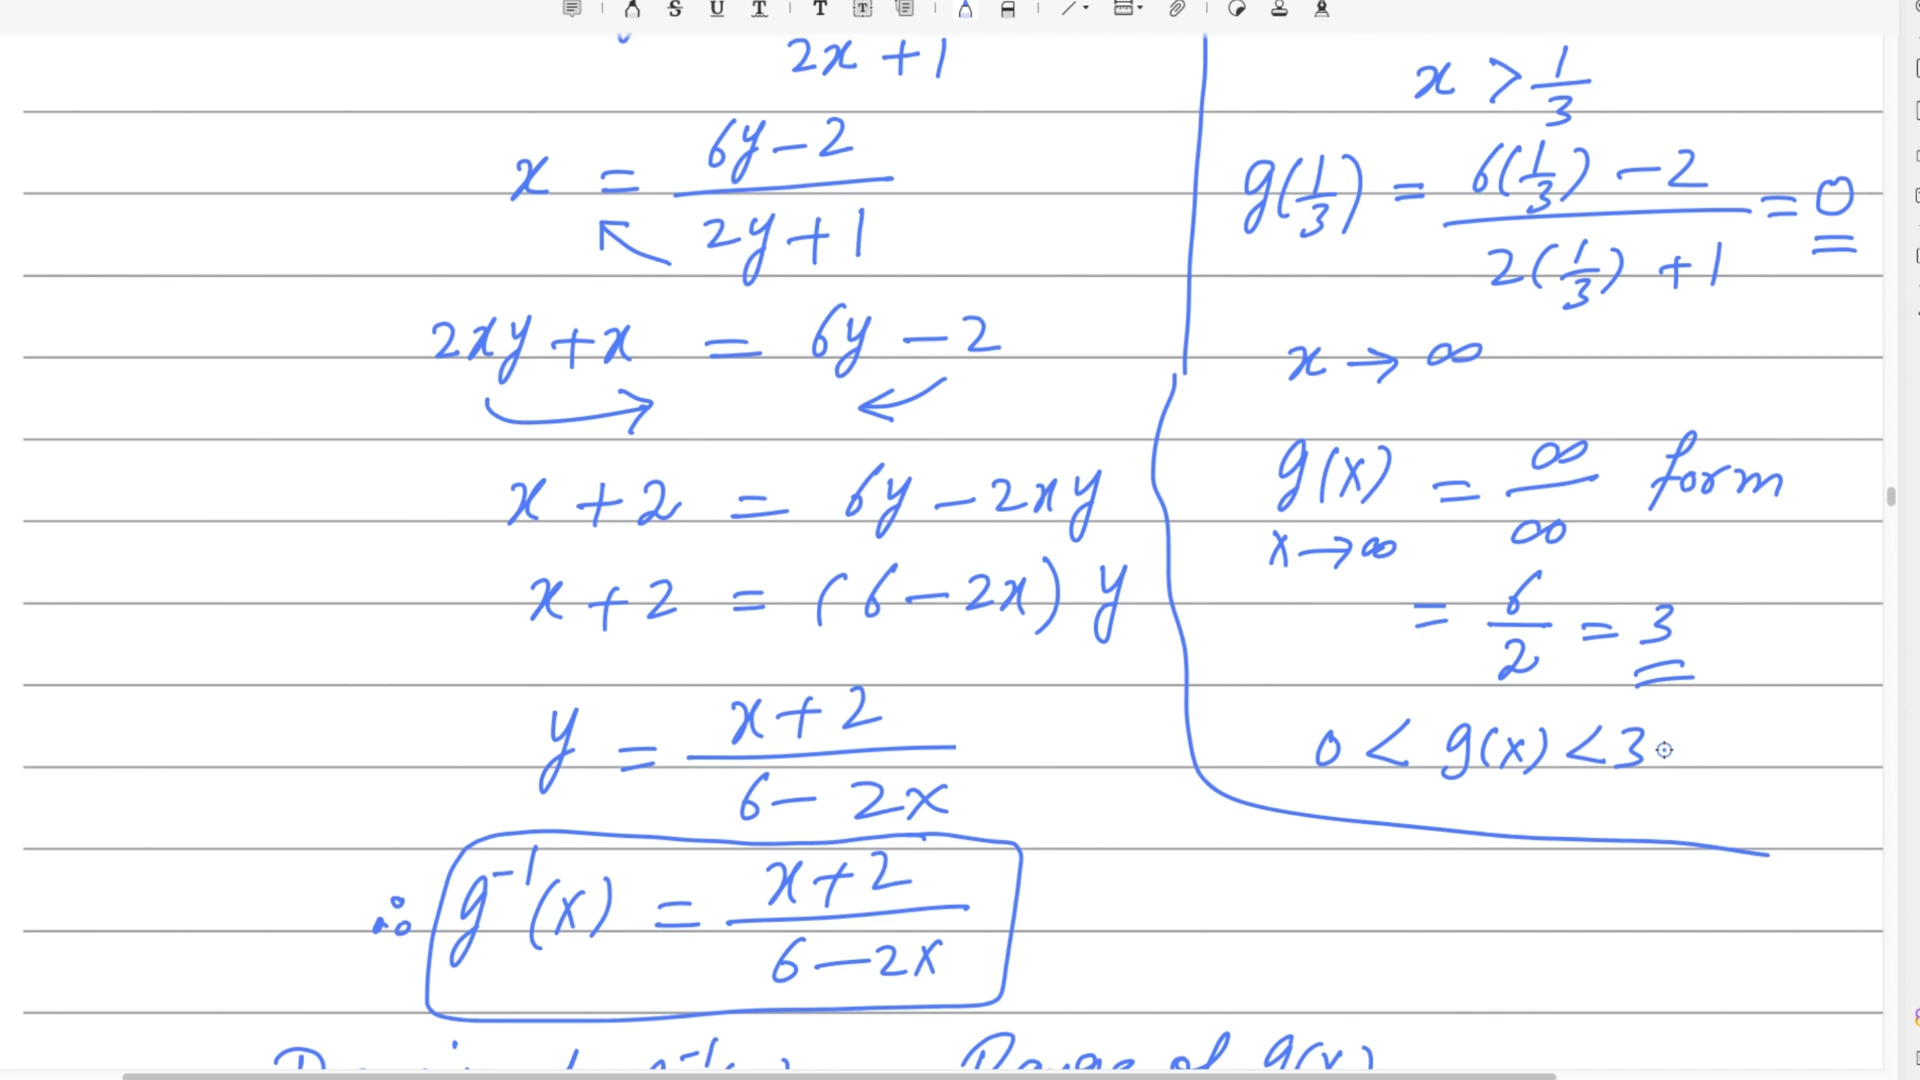 2x + 1
x = 6y - 2 / 2y + 1
2xy + x = 6y - 2
x + 2 = 6y - 2xy
x + 2 = (6 - 2x) y
y = x + 2 / 6 - 2x
∴ g⁻¹(x) = x + 2 / 6 - 2x
x > 1/3
g(1/3) = 6(1/3) - 2 / 2(1/3) + 1 = 0
x → ∞
g(x) = ∞/∞ form
x → ∞
= 6/2 = 3
0 < g(x) < 3
Range of g(x)